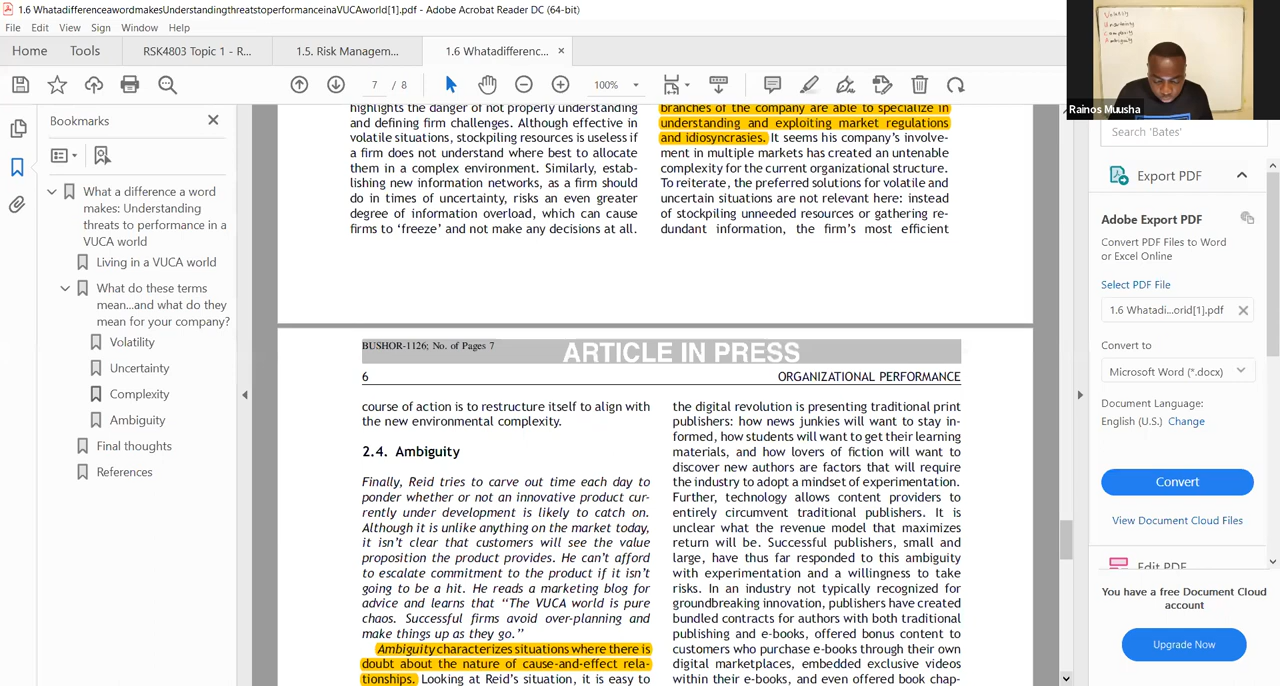 1.6 WhatadifferenceawordmakesUnderstandingthreatstoperformanceinaVUCAworld[1].pdf - Adobe Acrobat Reader DC (64-bit)
File Edit View Sign Window Help
Home Tools RSK4803 Topic 1 - R... 1.5. Risk Managem... 1.6 Whatadifferenc... ×
7 / 8 100%
Bookmarks
What a difference a word
makes: Understanding
threats to performance in a
VUCA world
Living in a VUCA world
What do these terms
mean...and what do they
mean for your company?
Volatility
Uncertainty
Complexity
Ambiguity
Final thoughts
References
highlights the danger of not properly understanding
and defining firm challenges. Although effective in
volatile situations, stockpiling resources is useless if
a firm does not understand where best to allocate
them in a complex environment. Similarly, estab-
lishing new information networks, as a firm should
do in times of uncertainty, risks an even greater
degree of information overload, which can cause
firms to ‘freeze’ and not make any decisions at all.
branches of the company are able to specialize in
understanding and exploiting market regulations
and idiosyncrasies. It seems his company’s involve-
ment in multiple markets has created an untenable
complexity for the current organizational structure.
To reiterate, the preferred solutions for volatile and
uncertain situations are not relevant here: instead
of stockpiling unneeded resources or gathering re-
dundant information, the firm’s most efficient
BUSHOR-1126; No. of Pages 7
ARTICLE IN PRESS
6 ORGANIZATIONAL PERFORMANCE
course of action is to restructure itself to align with
the new environmental complexity.
2.4. Ambiguity
Finally, Reid tries to carve out time each day to
ponder whether or not an innovative product cur-
rently under development is likely to catch on.
Although it is unlike anything on the market today,
it isn’t clear that customers will see the value
proposition the product provides. He can’t afford
to escalate commitment to the product if it isn’t
going to be a hit. He reads a marketing blog for
advice and learns that “The VUCA world is pure
chaos. Successful firms avoid over-planning and
make things up as they go.”
Ambiguity characterizes situations where there is
doubt about the nature of cause-and-effect rela-
tionships. Looking at Reid’s situation, it is easy to
the digital revolution is presenting traditional print
publishers: how news junkies will want to stay in-
formed, how students will want to get their learning
materials, and how lovers of fiction will want to
discover new authors are factors that will require
the industry to adopt a mindset of experimentation.
Further, technology allows content providers to
entirely circumvent traditional publishers. It is
unclear what the revenue model that maximizes
return will be. Successful publishers, small and
large, have thus far responded to this ambiguity
with experimentation and a willingness to take
risks. In an industry not typically recognized for
groundbreaking innovation, publishers have created
bundled contracts for authors with both traditional
publishing and e-books, offered bonus content to
customers who purchase e-books through their own
digital marketplaces, embedded exclusive videos
within their e-books, and even offered book chap-
Rainos Muusha
Search 'Bates'
Export PDF
Adobe Export PDF
Convert PDF Files to Word
or Excel Online
Select PDF File
1.6 Whatadi...orid[1].pdf
Convert to
Microsoft Word (*.docx)
Document Language:
English (U.S.) Change
Convert
View Document Cloud Files
Edit PDF
You have a free Document Cloud
account
Upgrade Now